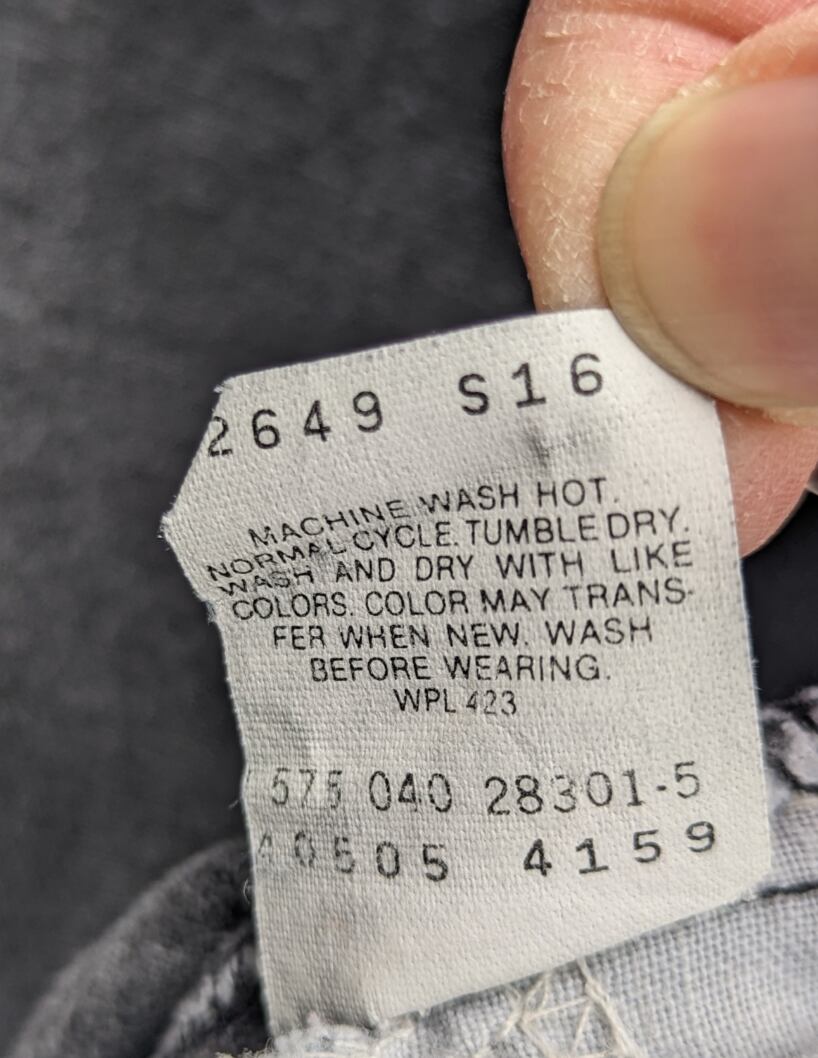 2649 S16
MACHINE WASH HOT.
NORMAL CYCLE. TUMBLE DRY.
WASH AND DRY WITH LIKE
COLORS. COLOR MAY TRANS-
FER WHEN NEW. WASH
BEFORE WEARING.
WPL 423
575 040 28301-5
4159